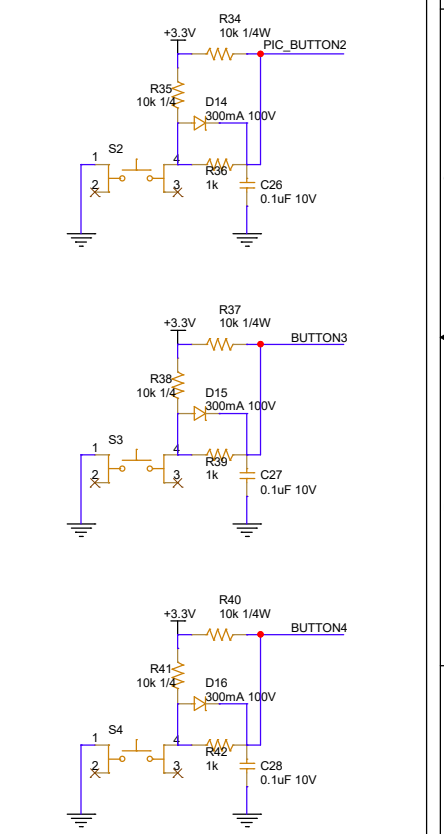 R34
+3.3V
10k 1/4W
PIC_BUTTON2
R35
10k 1/4
D14
300mA 100V
S2
1
4
R36
2
3
1k
C26
0.1uF 10V
R37
+3.3V
10k 1/4W
BUTTON3
R38
10k 1/4
D15
300mA 100V
S3
1
4
R39
2
3
1k
C27
0.1uF 10V
R40
+3.3V
10k 1/4W
BUTTON4
R41
10k 1/4
D16
300mA 100V
S4
1
4
R42
2
3
1k
C28
0.1uF 10V